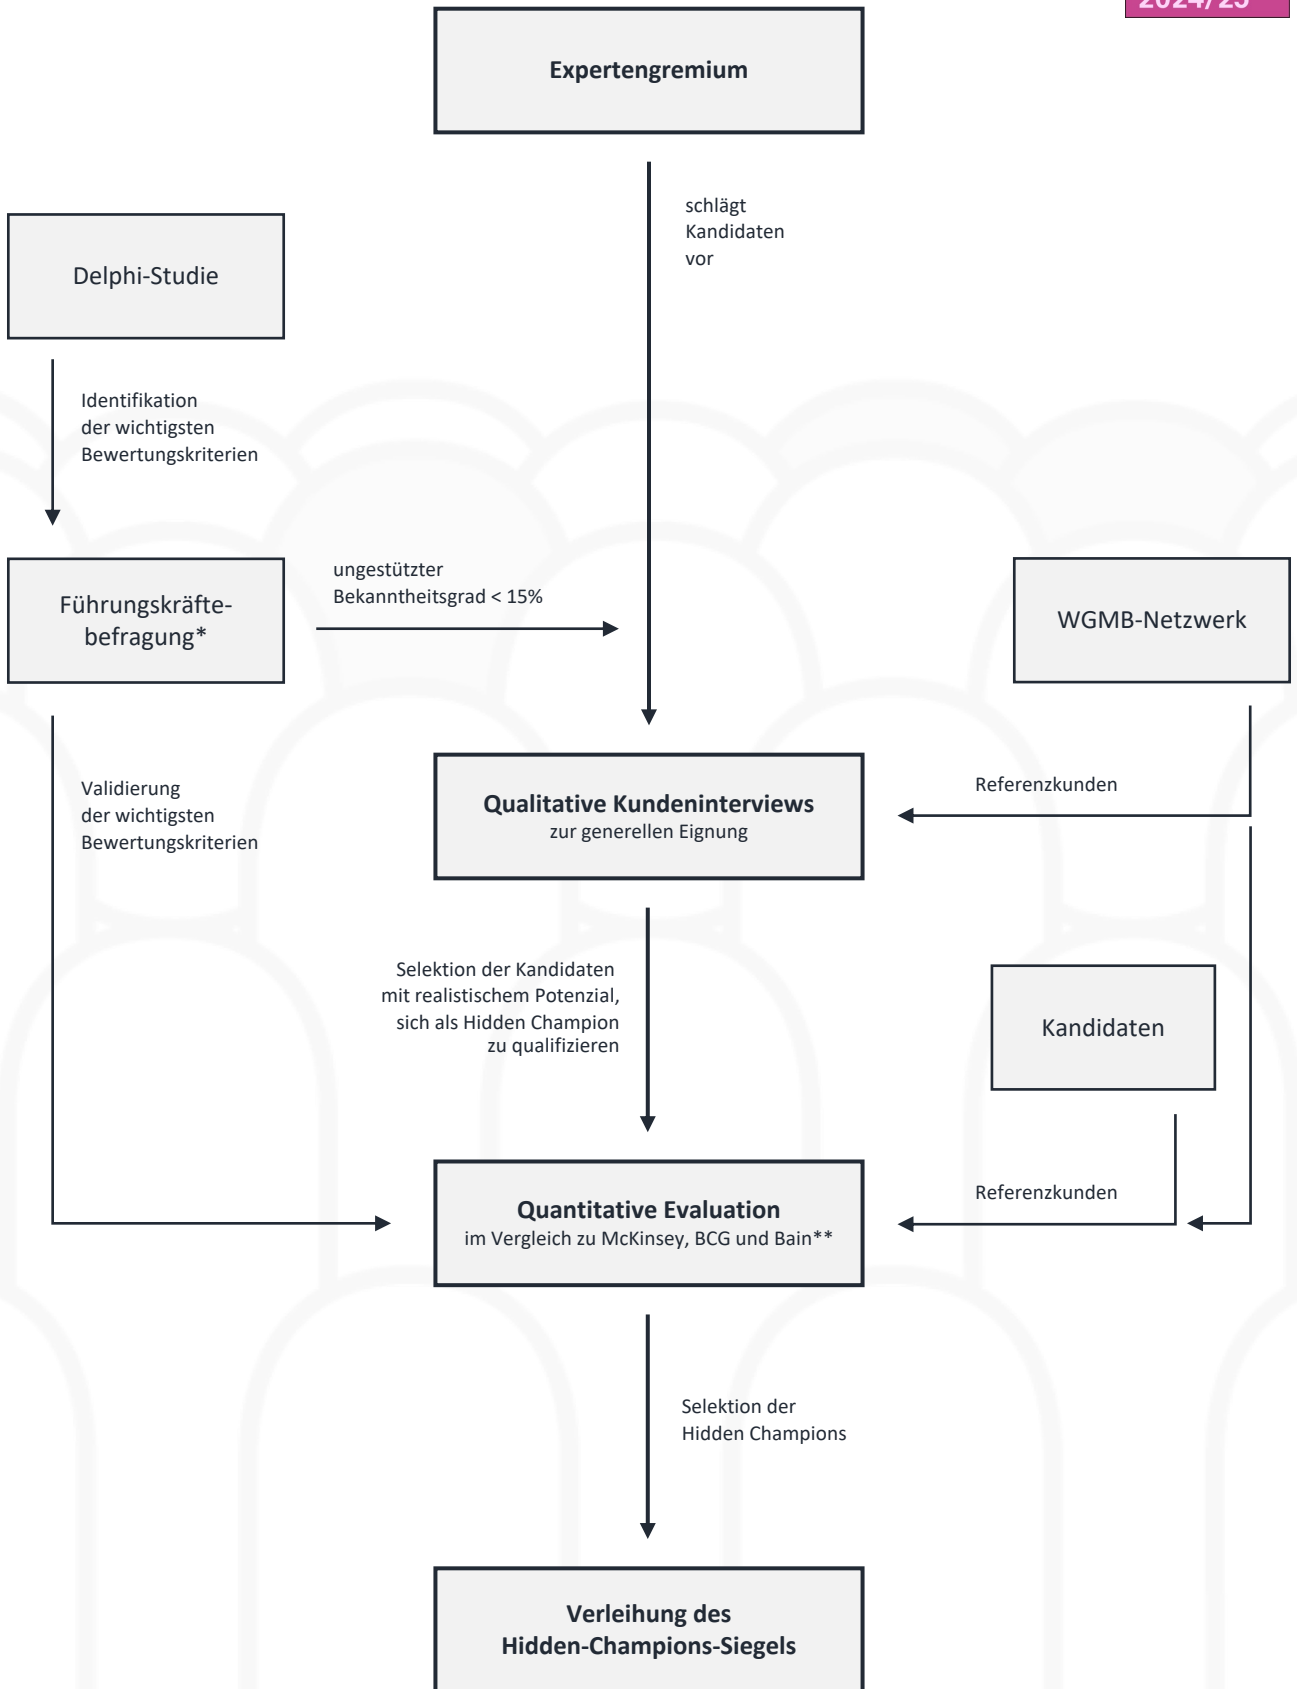 2024/25
Expertengremium
schlägt
Kandidaten
vor
Delphi-Studie
Identifikation
der wichtigsten
Bewertungskriterien
Führungskräfte-
befragung*
ungestützter
Bekanntheitsgrad < 15%
WGMB-Netzwerk
Validierung
der wichtigsten
Bewertungskriterien
Qualitative Kundeninterviews
zur generellen Eignung
Referenzkunden
Selektion der Kandidaten
mit realistischem Potenzial,
sich als Hidden Champion
zu qualifizieren
Kandidaten
Quantitative Evaluation
im Vergleich zu McKinsey, BCG und Bain**
Referenzkunden
Selektion der
Hidden Champions
Verleihung des
Hidden-Champions-Siegels